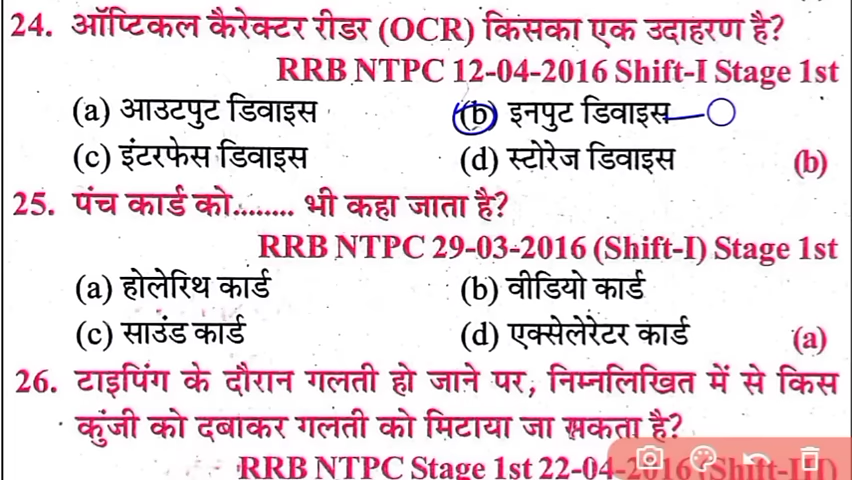 24. ऑप्टिकल कैरेक्टर रीडर (OCR) किसका एक उदाहरण है?
RRB NTPC 12-04-2016 Shift-I Stage 1st
(a) आउटपुट डिवाइस (b) इनपुट डिवाइस
(c) इंटरफेस डिवाइस (d) स्टोरेज डिवाइस (b)
25. पंच कार्ड को........ भी कहा जाता है?
RRB NTPC 29-03-2016 (Shift-I) Stage 1st
(a) होलेरिथ कार्ड (b) वीडियो कार्ड
(c) साउंड कार्ड (d) एक्सेलेरेटर कार्ड (a)
26. टाइपिंग के दौरान गलती हो जाने पर, निम्नलिखित में से किस
कुंजी को दबाकर गलती को मिटाया जा सकता है?
RRB NTPC Stage 1st 22-04-2016 (Shift-III)